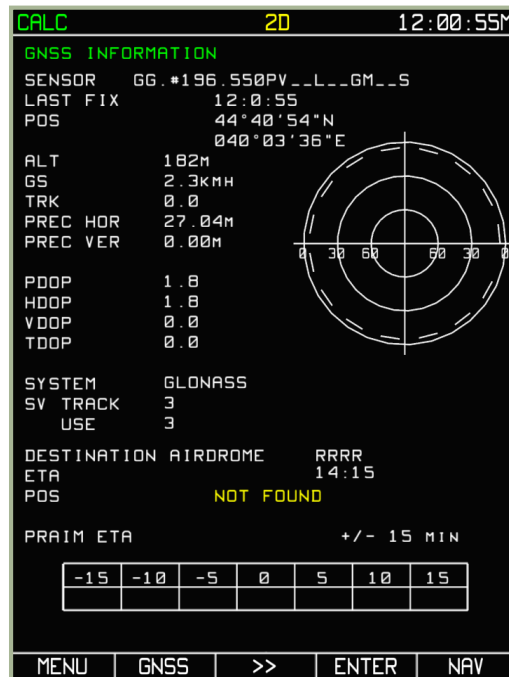 CALC 2D 12:00:55M
GNSS INFORMATION
SENSOR GG.#196.550PV__L__GM__S
LAST FIX 12:0:55
POS 44°40'54"N
040°03'36"E
ALT 182M
GS 2.3KMH
TRK 0.0
PREC HOR 27.04M
PREC VER 0.00M
0 30 60 60 30 0
PDOP 1.8
HDOP 1.8
VDOP 0.0
TDOP 0.0
SYSTEM GLONASS
SV TRACK 3
USE 3
DESTINATION AIRDROME RRRR
ETA 14:15
POS NOT FOUND
PRAIM ETA +/- 15 MIN
-15 -10 -5 0 5 10 15
MENU GNSS >> ENTER NAV